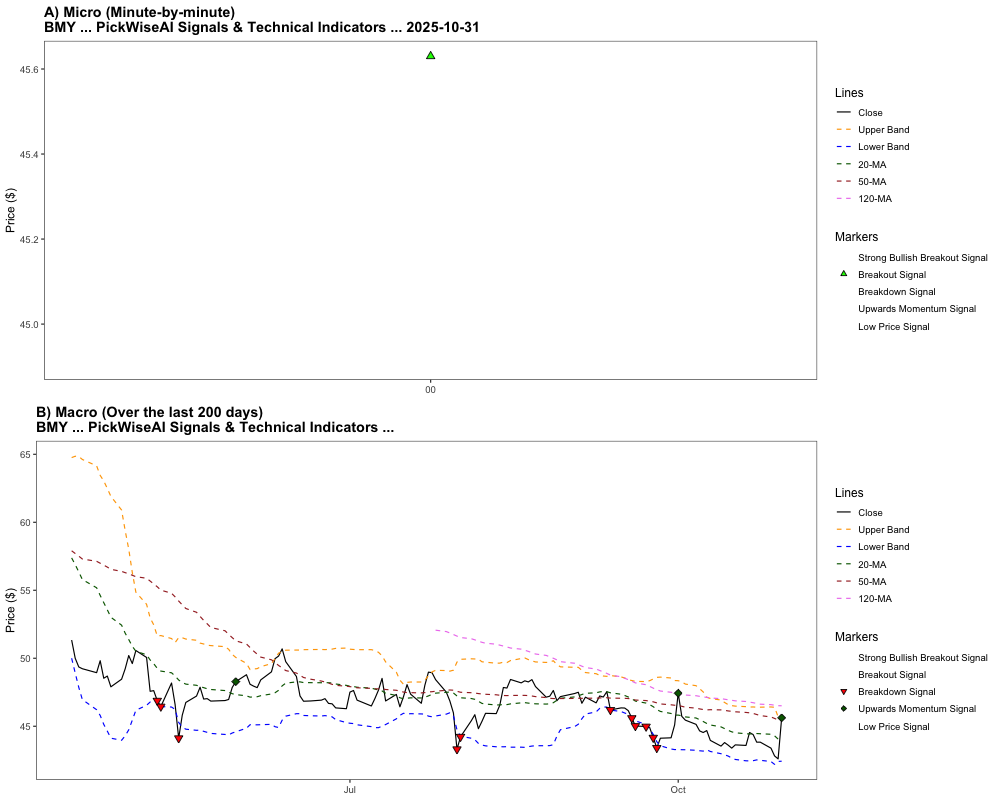 A) Micro (Minute-by-minute)
BMY ... PickWiseAI Signals & Technical Indicators ... 2025-10-31
Price ($)
45.6
45.4
45.2
45.0
00
Lines
Close
Upper Band
Lower Band
20-MA
50-MA
120-MA
Markers
Strong Bullish Breakout Signal
Breakout Signal
Breakdown Signal
Upwards Momentum Signal
Low Price Signal
B) Macro (Over the last 200 days)
BMY ... PickWiseAI Signals & Technical Indicators ...
Price ($)
65
60
55
50
45
Jul
Oct
Lines
Close
Upper Band
Lower Band
20-MA
50-MA
120-MA
Markers
Strong Bullish Breakout Signal
Breakout Signal
Breakdown Signal
Upwards Momentum Signal
Low Price Signal